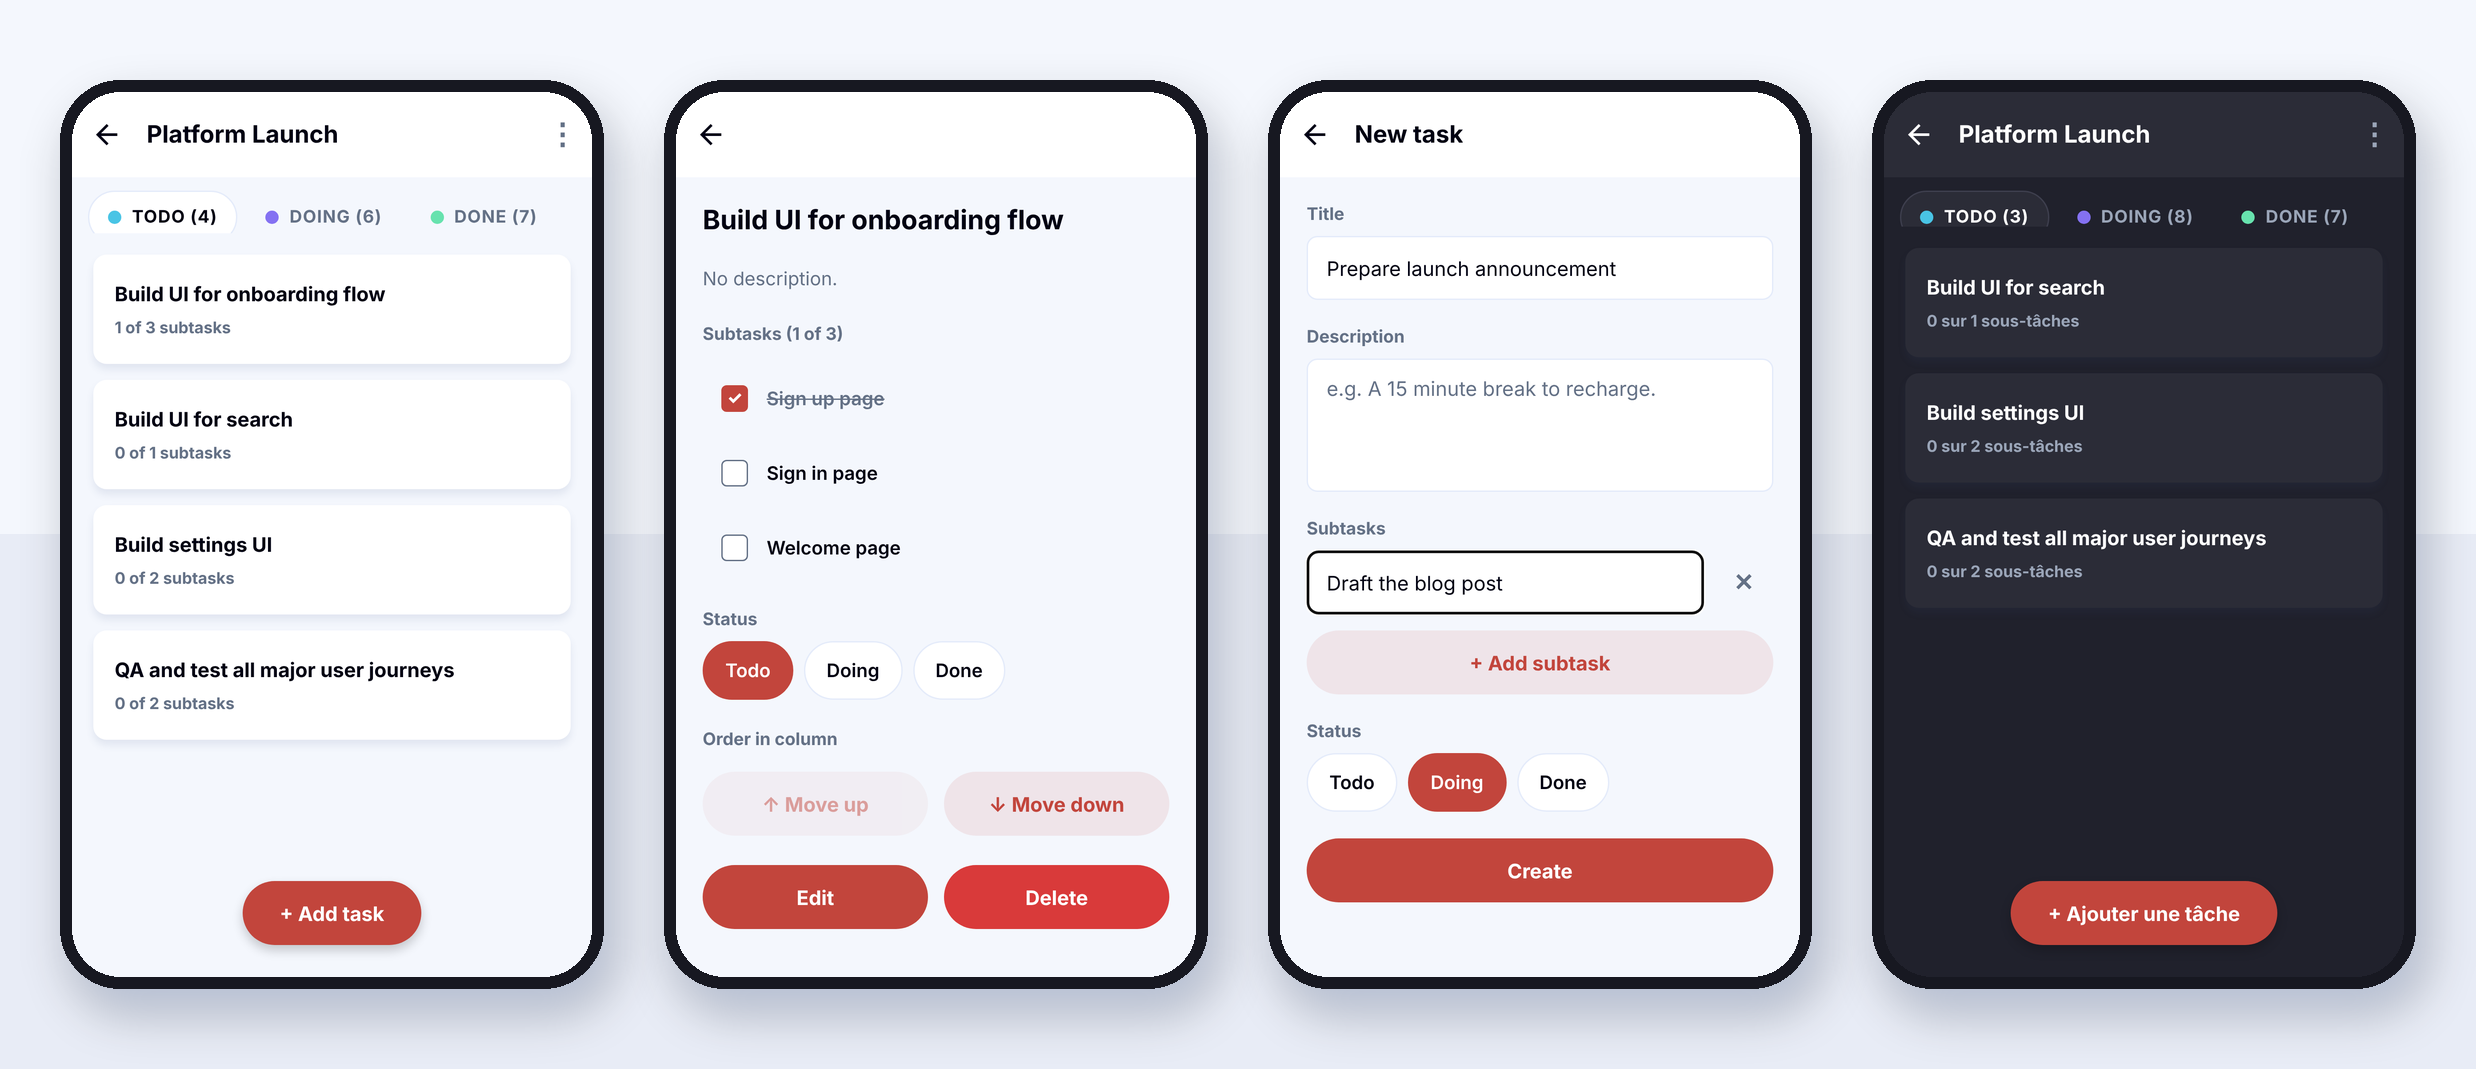 Platform Launch
TODO (4) DOING (6) DONE (7)
Build UI for onboarding flow
1 of 3 subtasks
Build UI for search
0 of 1 subtasks
Build settings UI
0 of 2 subtasks
QA and test all major user journeys
0 of 2 subtasks
+ Add task
Build UI for onboarding flow
No description.
Subtasks (1 of 3)
Sign up page
Sign in page
Welcome page
Status
Todo Doing Done
Order in column
↑ Move up ↓ Move down
Edit Delete
New task
Title
Prepare launch announcement
Description
e.g. A 15 minute break to recharge.
Subtasks
Draft the blog post
+ Add subtask
Status
Todo Doing Done
Create
Platform Launch
TODO (3) DOING (8) DONE (7)
Build UI for search
0 sur 1 sous-tâches
Build settings UI
0 sur 2 sous-tâches
QA and test all major user journeys
0 sur 2 sous-tâches
+ Ajouter une tâche